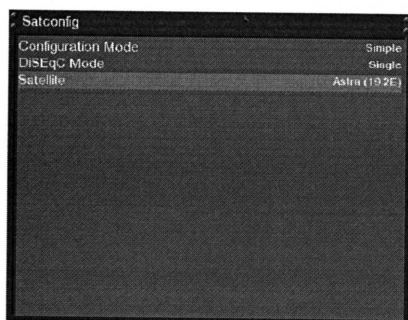 Satconfig
Configuration Mode Simple
DiSEqC Mode Single
Satellite Astra (19.2E)